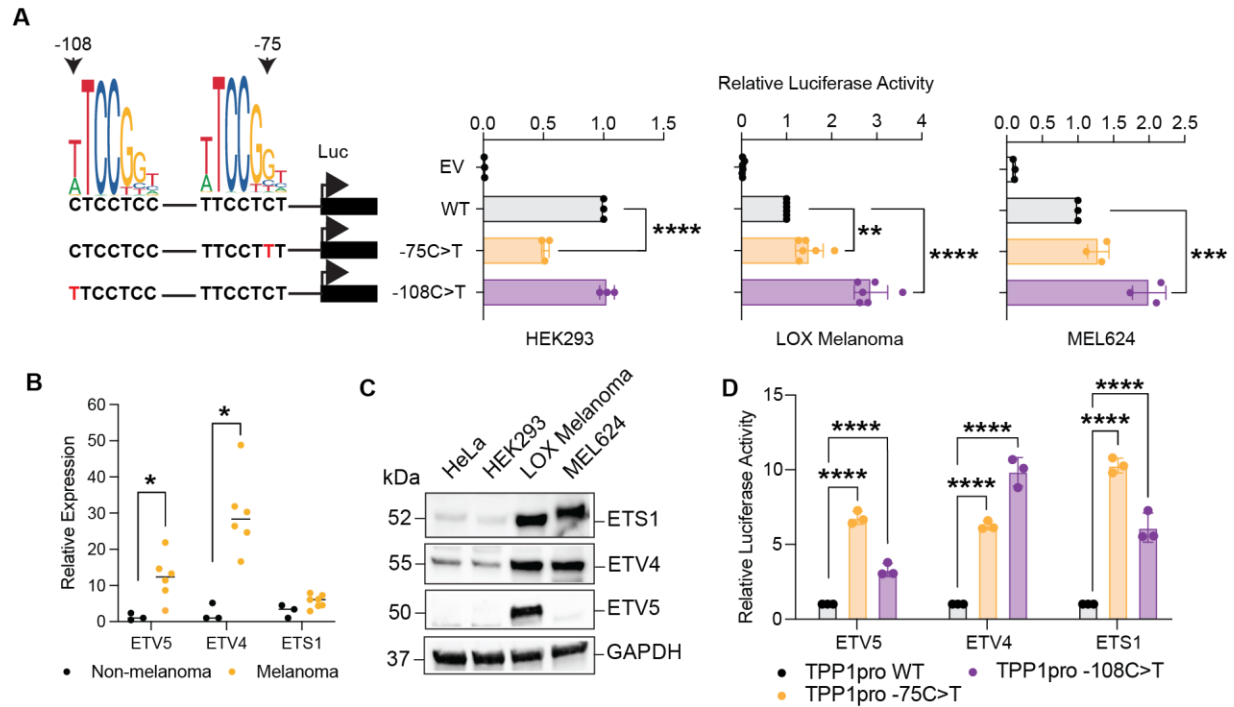 A
-108 -75
Relative Luciferase Activity
0.0 0.5 1.0 1.5
0 1 2 3 4
0.0 0.5 1.0 1.5 2.0 2.5
Luc
EV
CTCCTCC TTCCTCT WT
CTCCTCC TTCCTTT -75C>T
TTCCTCC TTCCTCT -108C>T
****
** ****
***
HEK293 LOX Melanoma MEL624
B
Relative Expression
60
50
40
30
20
10
0
* *
ETV5 ETV4 ETS1
Non-melanoma Melanoma
C
HeLa HEK293 LOX Melanoma MEL624
kDa
52 ETS1
55 ETV4
50 ETV5
37 GAPDH
D
Relative Luciferase Activity
15
10
5
0
**** **** ****
**** **** ****
ETV5 ETV4 ETS1
TPP1pro WT TPP1pro -108C>T
TPP1pro -75C>T